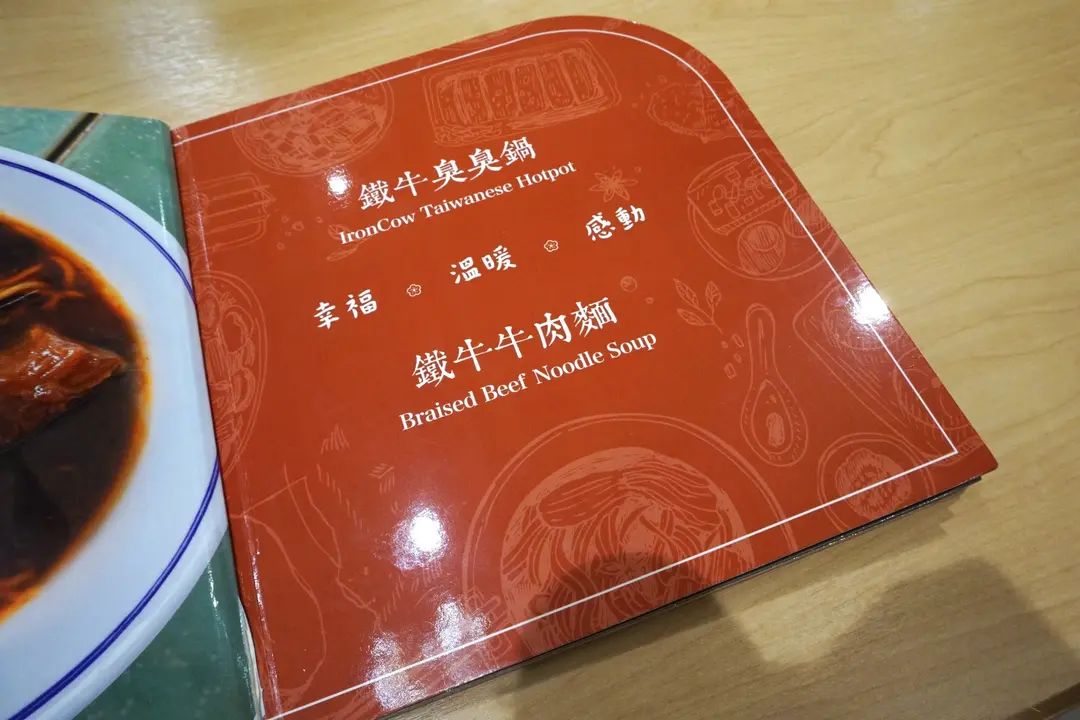 鐵牛臭臭鍋
IronCow Taiwanese Hotpot
幸福 溫暖 感動
鐵牛牛肉麵
Braised Beef Noodle Soup